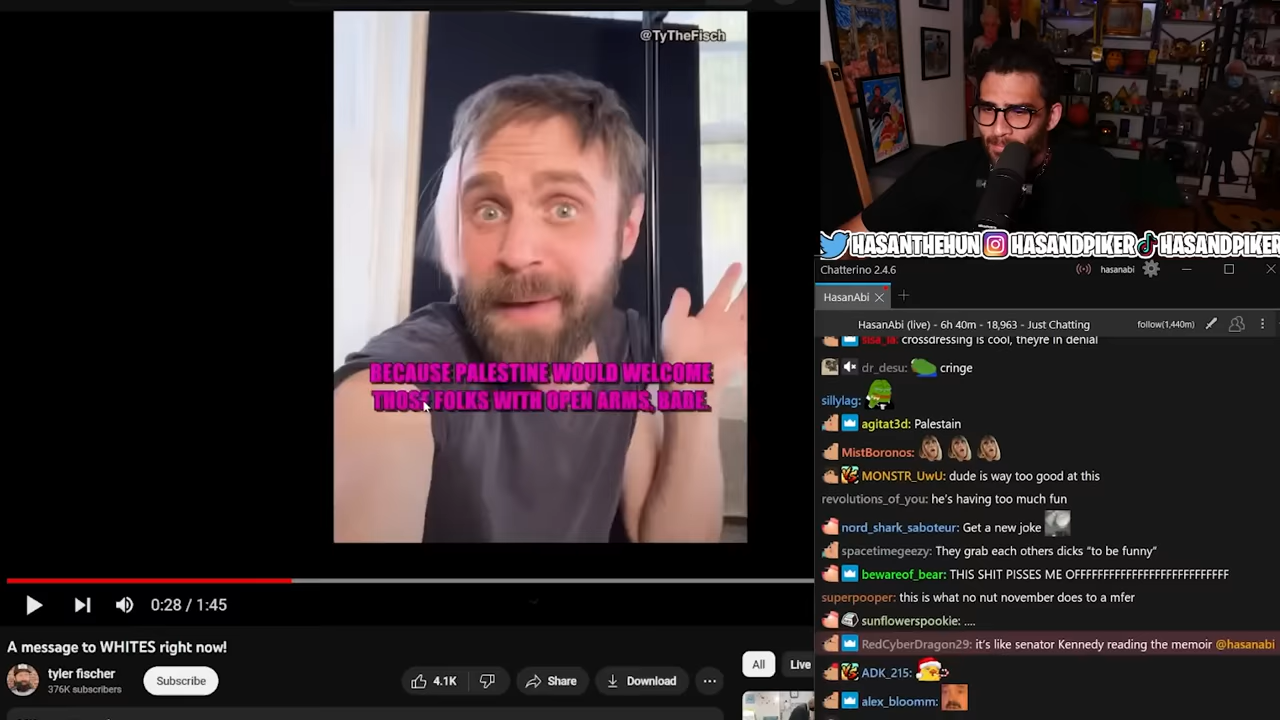 @TyTheFisch
BECAUSE PALESTINE WOULD WELCOME
THOSE FOLKS WITH OPEN ARMS, BABE.
0:28 / 1:45
A message to WHITES right now!
tyler fischer
376K subscribers
Subscribe
4.1K
Share
Download
All
Live
HASANTHEHUN
HASANDPIKER
HASANDPIKER
Chatterino 2.4.6
hasanabi
HasanAbi
HasanAbi (live) - 6h 40m - 18,963 - Just Chatting
follow(1,440m)
sisa_la: crossdressing is cool, theyre in denial
dr_desu: cringe
sillylag:
agitat3d: Palestain
MistBoronos:
MONSTR_UwU: dude is way too good at this
revolutions_of_you: he's having too much fun
nord_shark_saboteur: Get a new joke
spacetimegeezy: They grab each others dicks “to be funny”
bewareof_bear: THIS SHIT PISSES ME OFFFFFFFFFFFFFFFFFFFFFFFFFF
superpooper: this is what no nut november does to a mfer
sunflowerspookie: ....
RedCyberDragon29: it’s like senator Kennedy reading the memoir @hasanabi
ADK_215:
alex_bloomm: